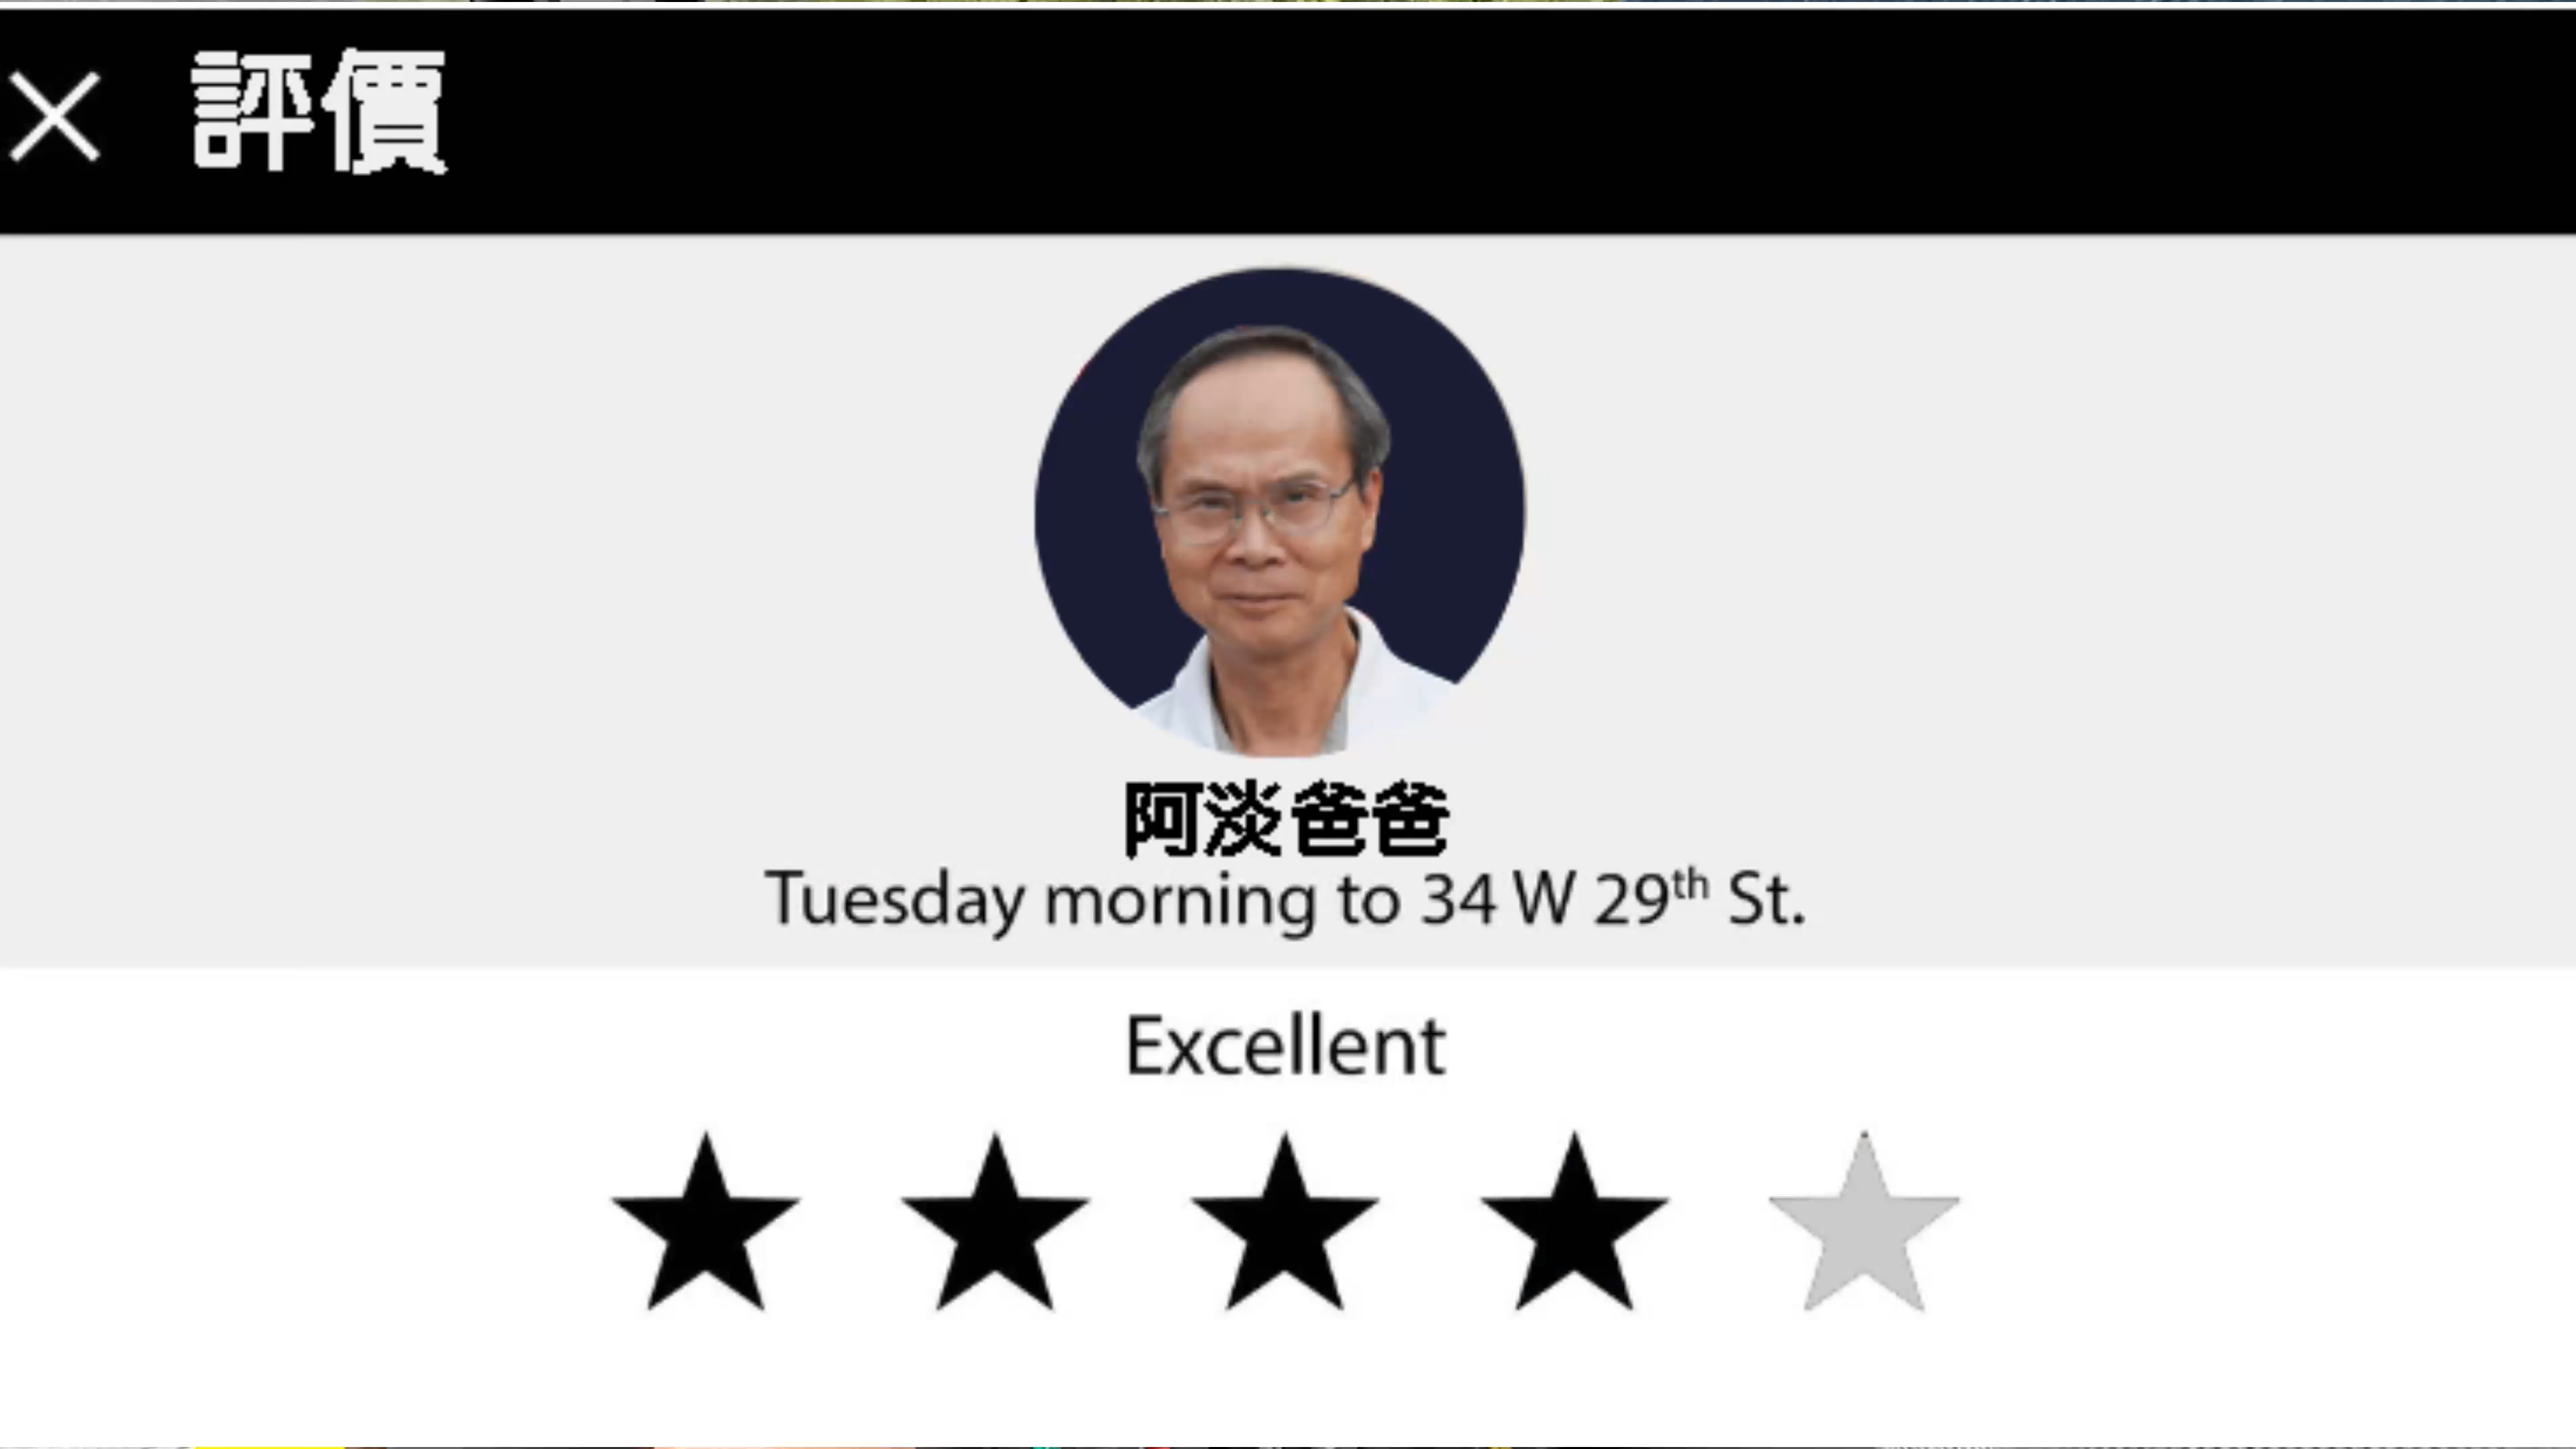 評價
阿淡爸爸
Tuesday morning to 34 W 29th St.
Excellent